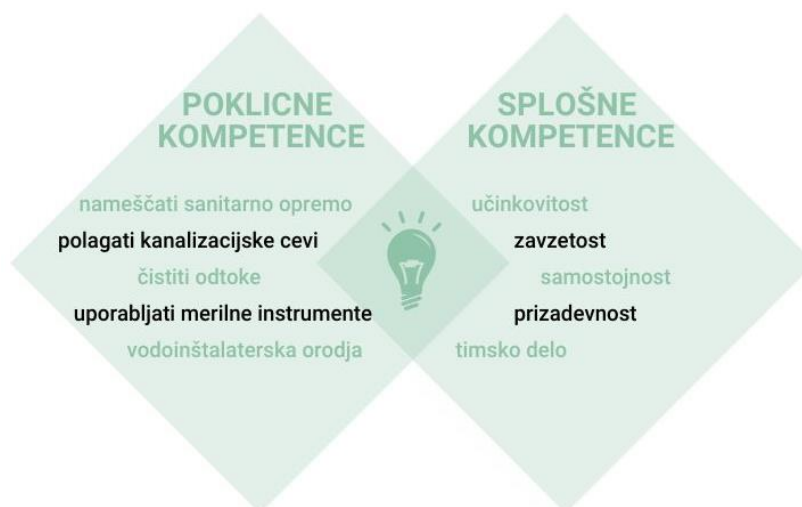 POKLICNE
KOMPETENCE
nameščati sanitarno opremo
polagati kanalizacijske cevi
čistiti odtoke
uporabljati merilne instrumente
vodoinštalaterska orodja
SPLOŠNE
KOMPETENCE
učinkovitost
zavzetost
samostojnost
prizadevnost
timsko delo